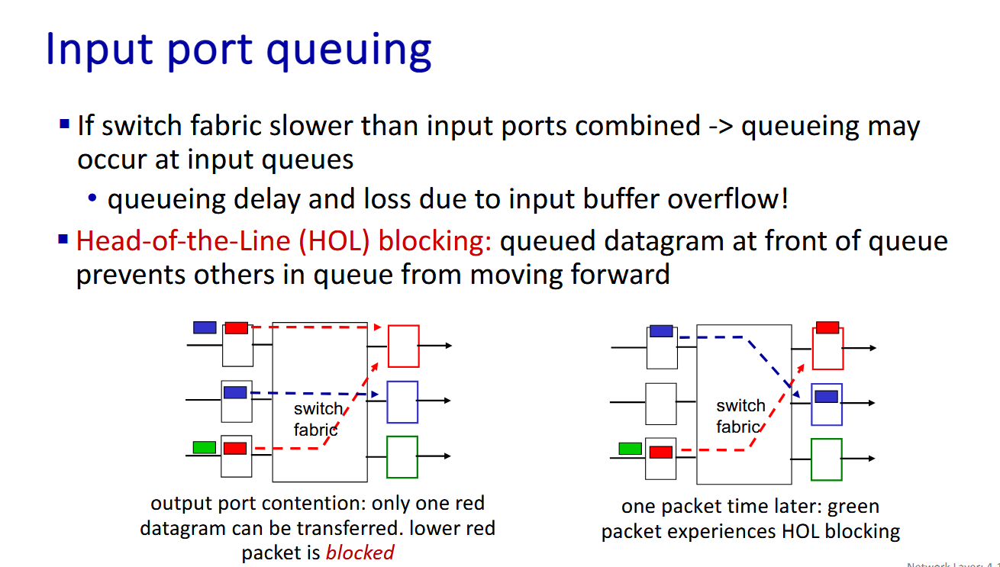 Input port queuing
▪ If switch fabric slower than input ports combined -> queueing may
occur at input queues
• queueing delay and loss due to input buffer overflow!
▪ Head-of-the-Line (HOL) blocking: queued datagram at front of queue
prevents others in queue from moving forward
switch
fabric
output port contention: only one red
datagram can be transferred. lower red
packet is blocked
switch
fabric
one packet time later: green
packet experiences HOL blocking
Network Layer: 4-1